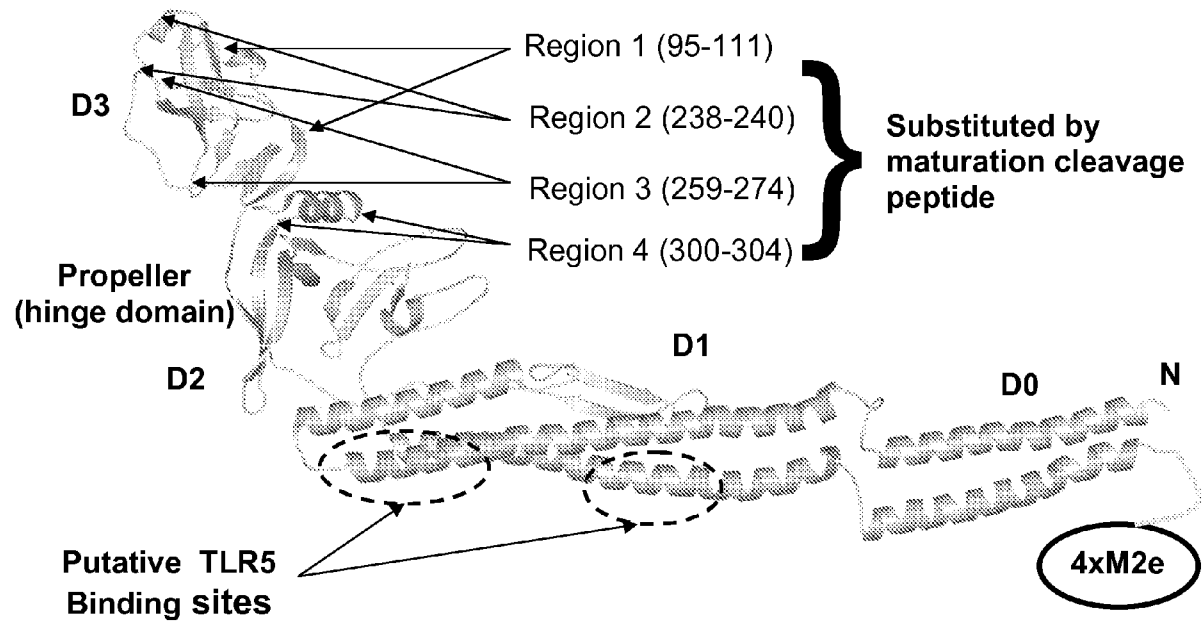 Region 1 (95-111)
D3
Region 2 (238-240)
Region 3 (259-274)
Region 4 (300-304)
Substituted by
maturation cleavage
peptide
Propeller
(hinge domain)
D2
D1
D0
N
Putative TLR5
Binding sites
4xM2e